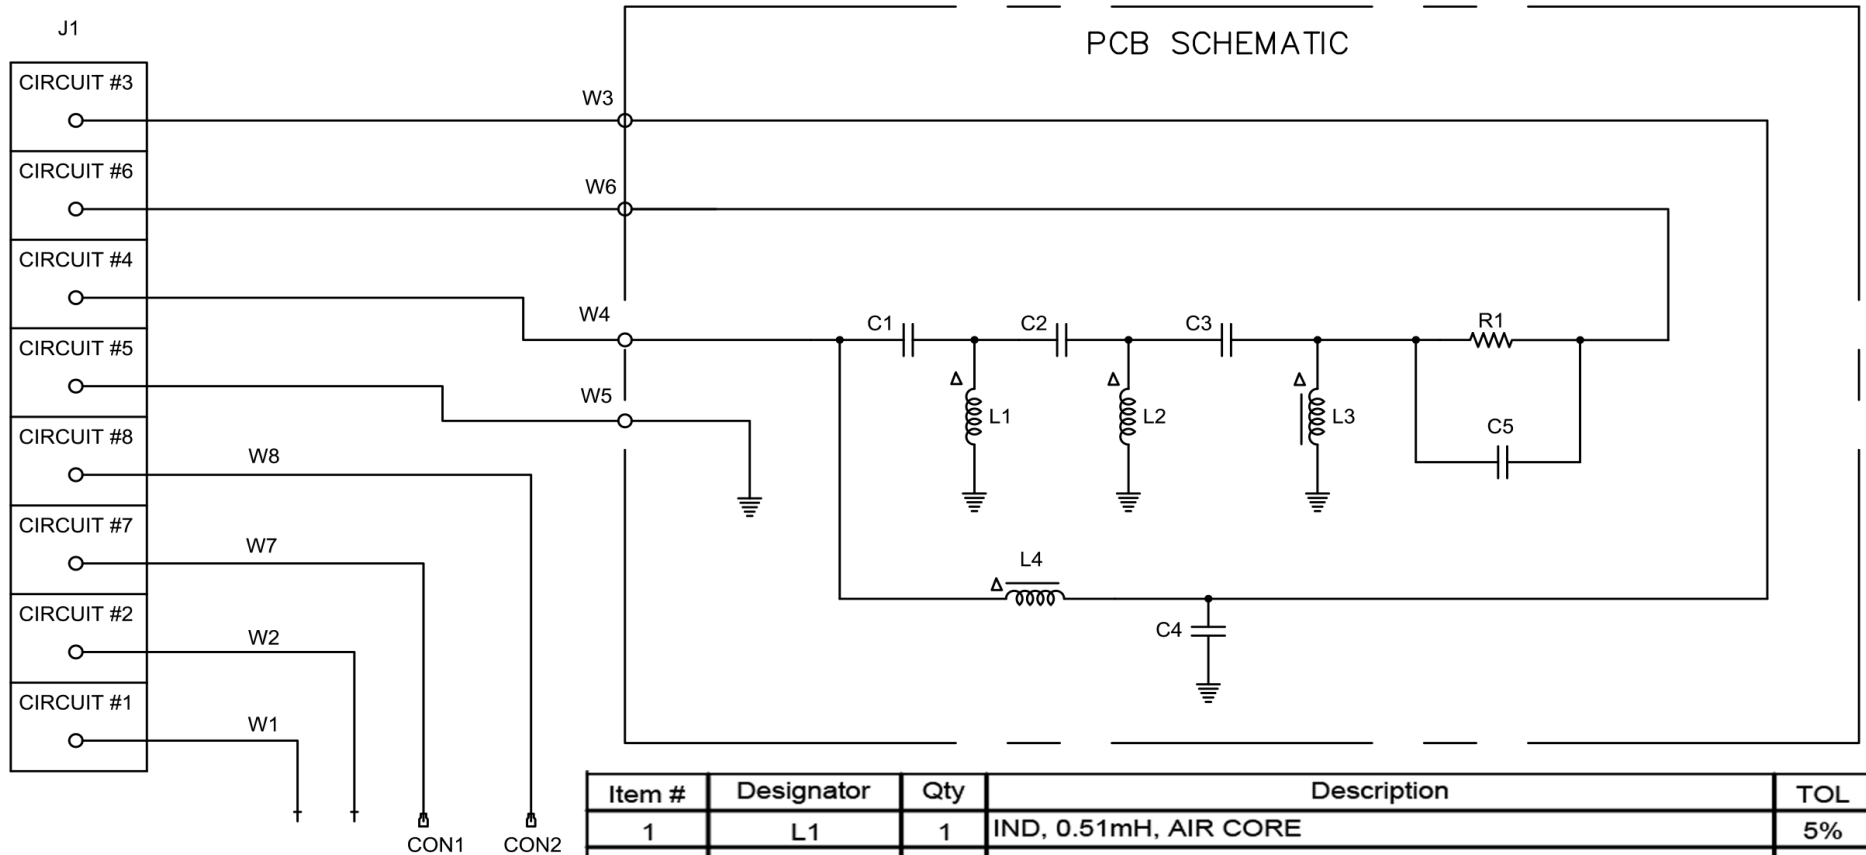 J1
PCB SCHEMATIC
CIRCUIT #3
W3
CIRCUIT #6
W6
CIRCUIT #4
W4
C1
C2
C3
R1
CIRCUIT #5
W5
Δ
L1
Δ
L2
Δ
L3
C5
CIRCUIT #8
W8
CIRCUIT #7
W7
L4
Δ
CIRCUIT #2
W2
C4
CIRCUIT #1
W1
CON1
CON2
Item # Designator Qty Description TOL
1 L1 1 IND, 0.51mH, AIR CORE 5%